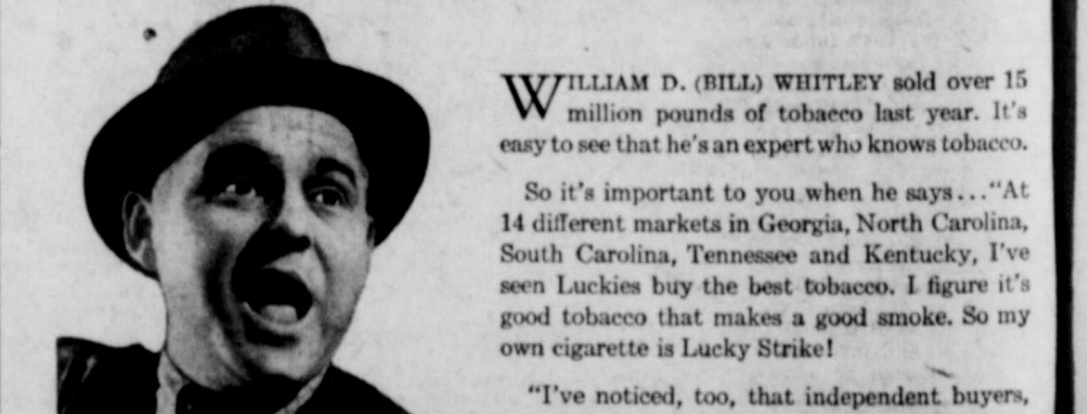 WILLIAM D. (BILL) WHITLEY sold over 15
million pounds of tobacco last year. It's
easy to see that he's an expert who knows tobacco.
So it's important to you when he says..."At
14 different markets in Georgia, North Carolina,
South Carolina, Tennessee and Kentucky, I've
seen Luckies buy the best tobacco. I figure it's
good tobacco that makes a good smoke. So my
own cigarette is Lucky Strike!
"I've noticed, too, that independent buyers,